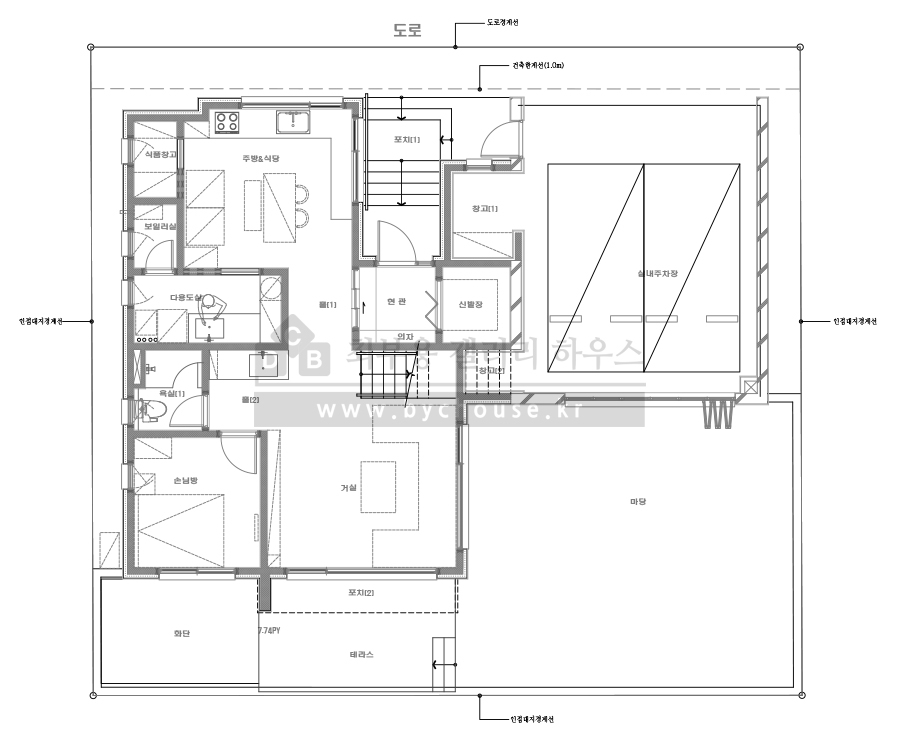 도로
도로경계선
건축한계선(1.0m)
포치[1]
식품창고
주방&식당
창고[1]
보일러실
실내주차장
다용도실
홀[1]
현 관
신발장
인접대지경계선
인접대지경계선
의자
C
D B
하우스
창고[2]
욕실[1]
홀[2]
www.bychouse.kr
손님방
거실
마당
포치[2]
화단
7.74PY
테라스
인접대지경계선